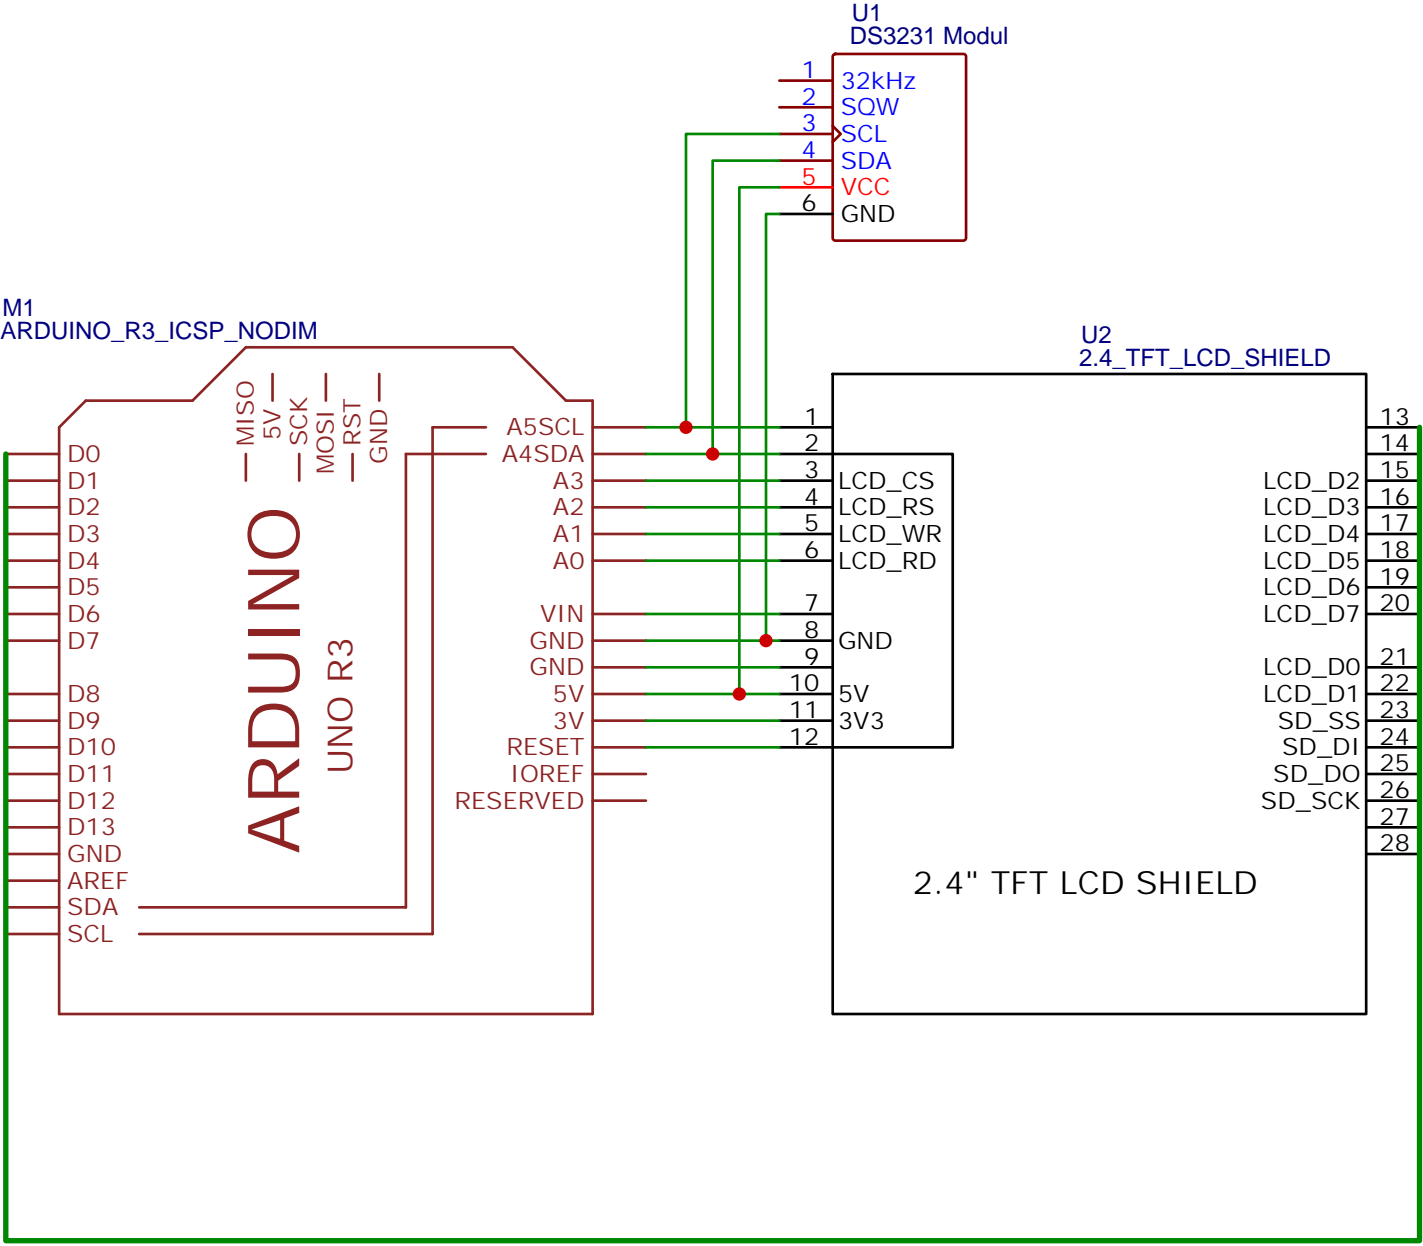 U1
DS3231 Modul
1 32kHz
2 SQW
3 SCL
4 SDA
5 VCC
6 GND
M1
ARDUINO_R3_ICSP_NODIM
MISO
5V
SCK
MOSI
RST
GND
D0
D1
D2
D3
D4
D5
D6
D7
D8
D9
D10
D11
D12
D13
GND
AREF
SDA
SCL
ARDUINO
UNO R3
A5SCL
A4SDA
A3
A2
A1
A0
VIN
GND
GND
5V
3V
RESET
IOREF
RESERVED
U2
2.4_TFT_LCD_SHIELD
1
2
3 LCD_CS
4 LCD_RS
5 LCD_WR
6 LCD_RD
7
8 GND
9
10 5V
11 3V3
12
13
14
LCD_D2 15
LCD_D3 16
LCD_D4 17
LCD_D5 18
LCD_D6 19
LCD_D7 20
LCD_D0 21
LCD_D1 22
SD_SS 23
SD_DI 24
SD_DO 25
SD_SCK 26
27
28
2.4" TFT LCD SHIELD